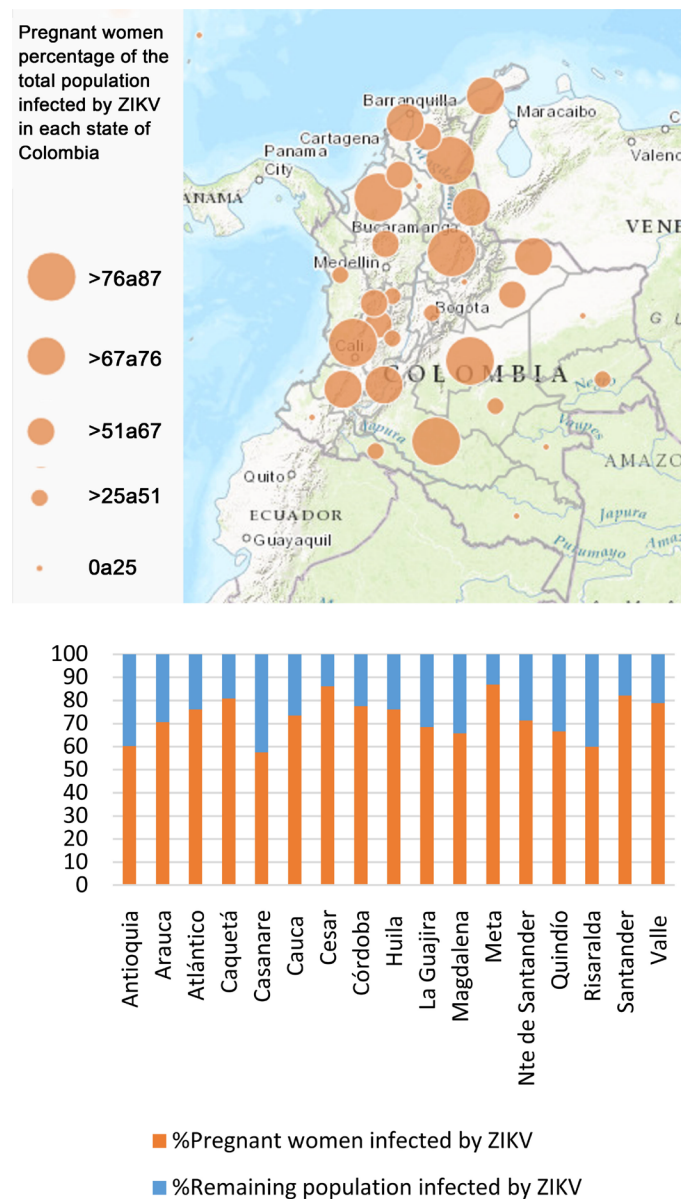 Pregnant women
percentage of the
total population
infected by ZIKV
in each state of
Colombia
>76a87
>67a76
>51a67
>25a51
0a25
Barranquilla
Maracaibo
Cartagena
Panama
City
Valenc
ANAMÁ
VENE
Bucaramanga
Medellin
Bogota
Cali
COLOMBIA
Negro
Japura
Vaupes
AMAZO
Quito
ECUADOR
Guayaquil
Japura
Putumayo
Amaz
100
90
80
70
60
50
40
30
20
10
0
Antioquia
Arauca
Atlántico
Caquetá
Casanare
Cauca
Cesar
Córdoba
Huila
La Guajira
Magdalena
Meta
Nte de Santander
Quindío
Risaralda
Santander
Valle
%Pregnant women infected by ZIKV
%Remaining population infected by ZIKV